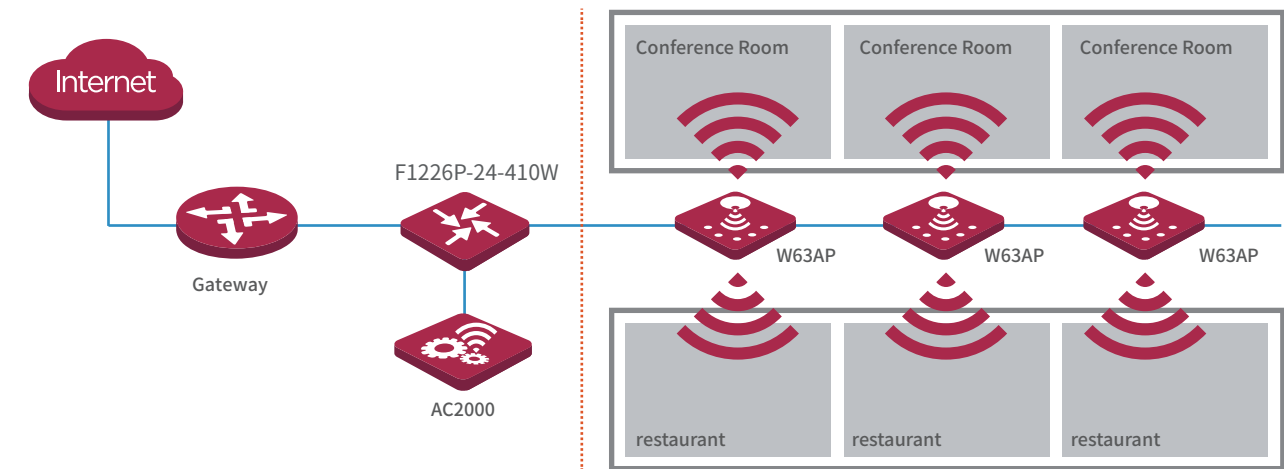 Internet
Gateway
F1226P-24-410W
AC2000
Conference Room
Conference Room
Conference Room
W63AP
W63AP
W63AP
restaurant
restaurant
restaurant